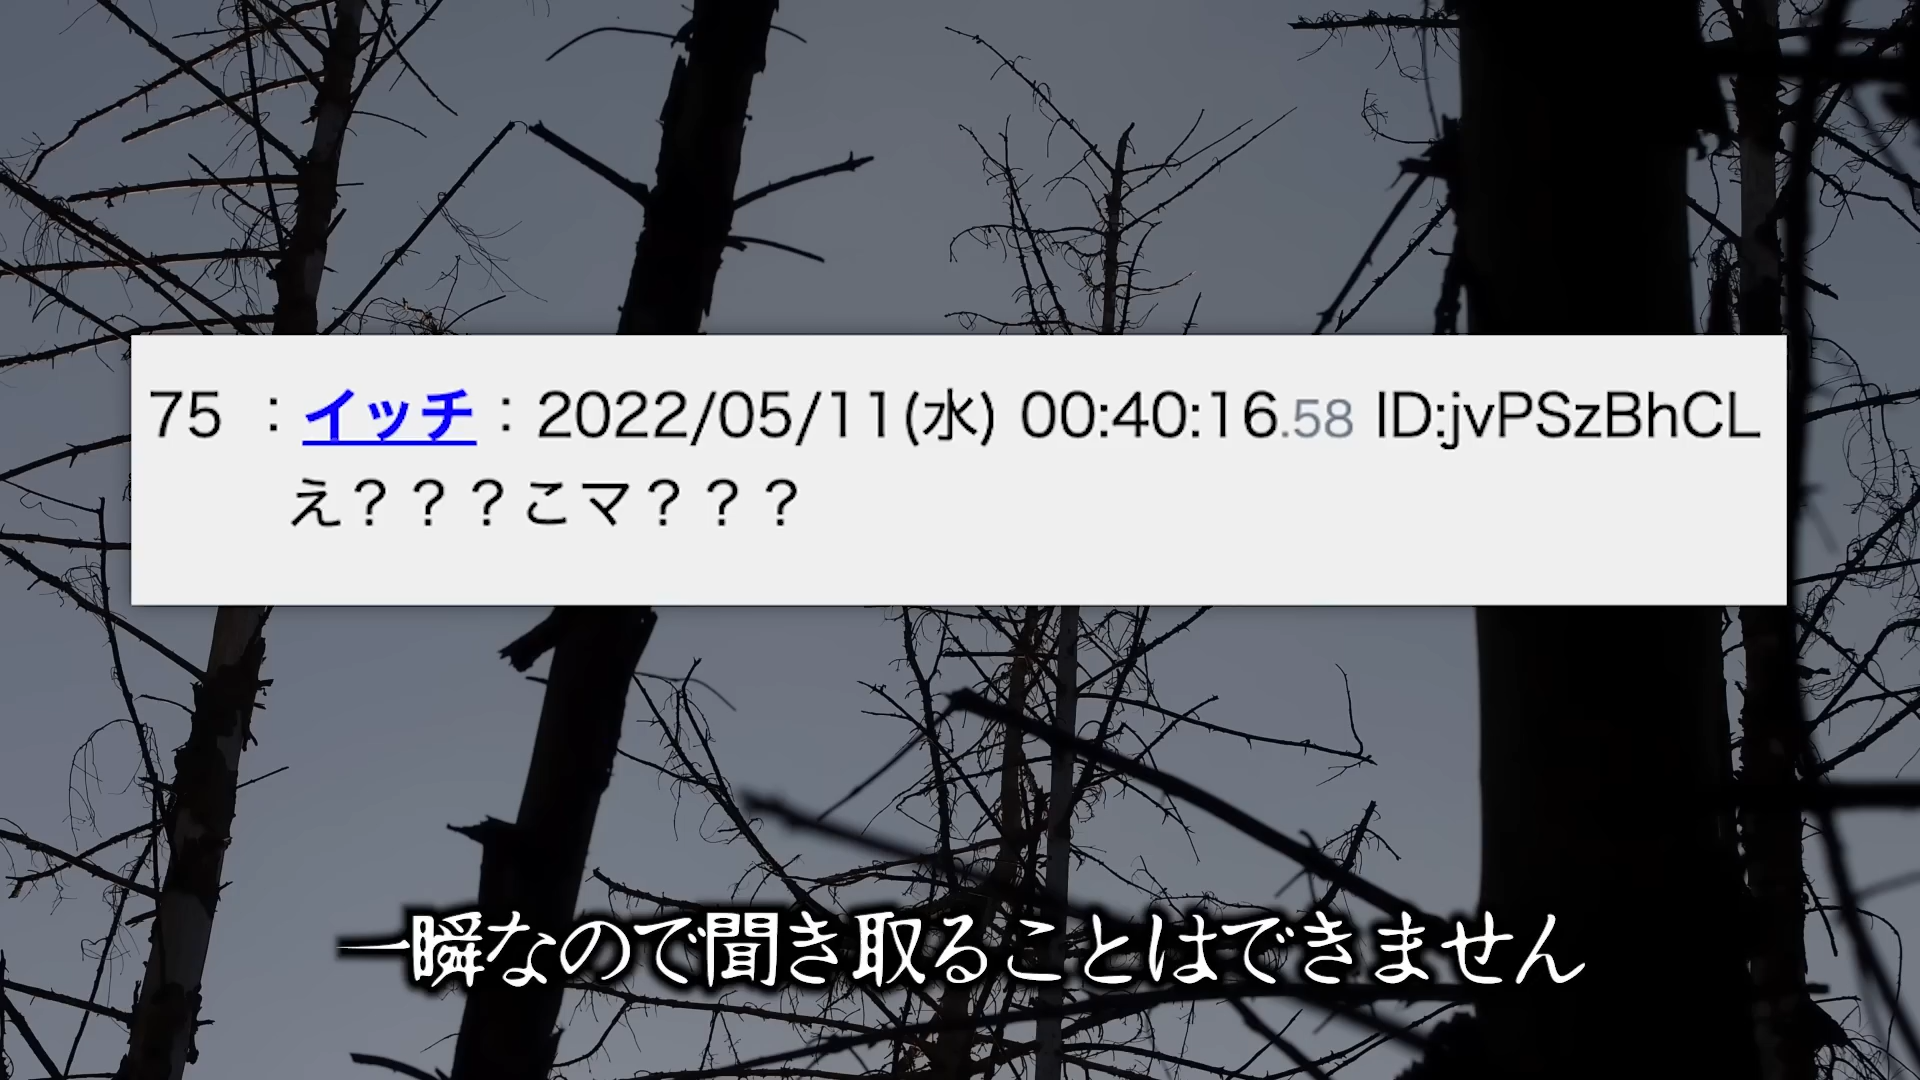 75 ：イッチ：2022/05/11(水) 00:40:16.58 ID:jvPSzBhCL
え？？？こマ？？？
一瞬なので聞き取ることはできません